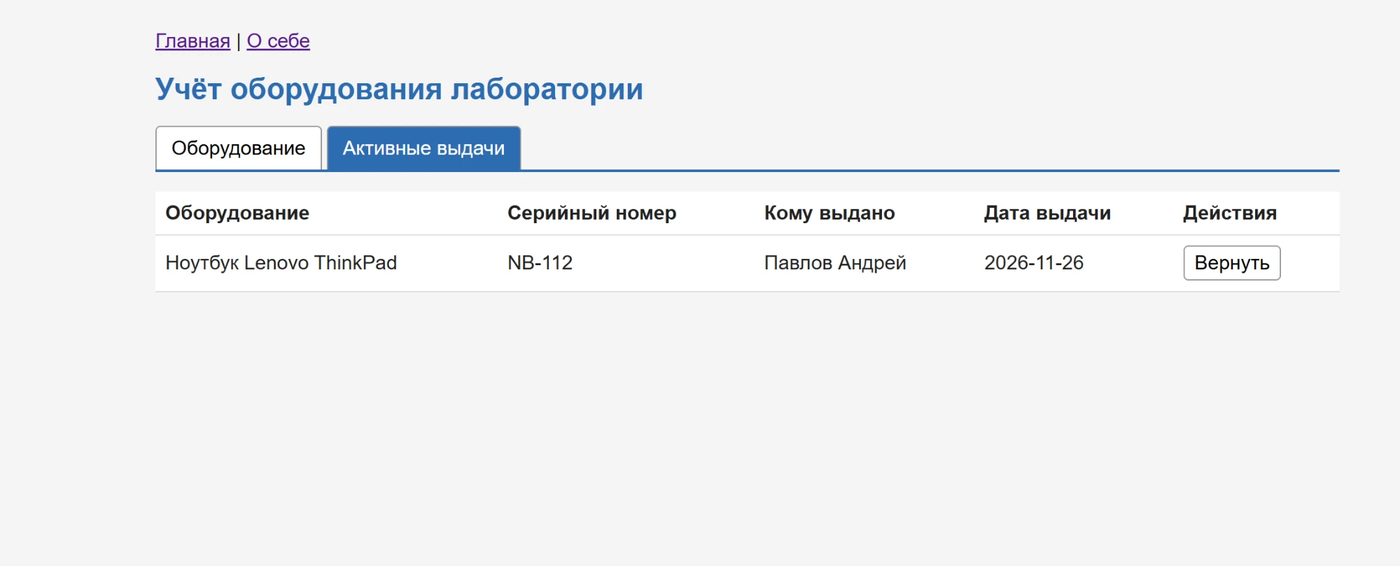 Главная | О себе
Учёт оборудования лаборатории
Оборудование Активные выдачи
Оборудование Серийный номер Кому выдано Дата выдачи Действия
Ноутбук Lenovo ThinkPad NB-112 Павлов Андрей 2026-11-26 Вернуть